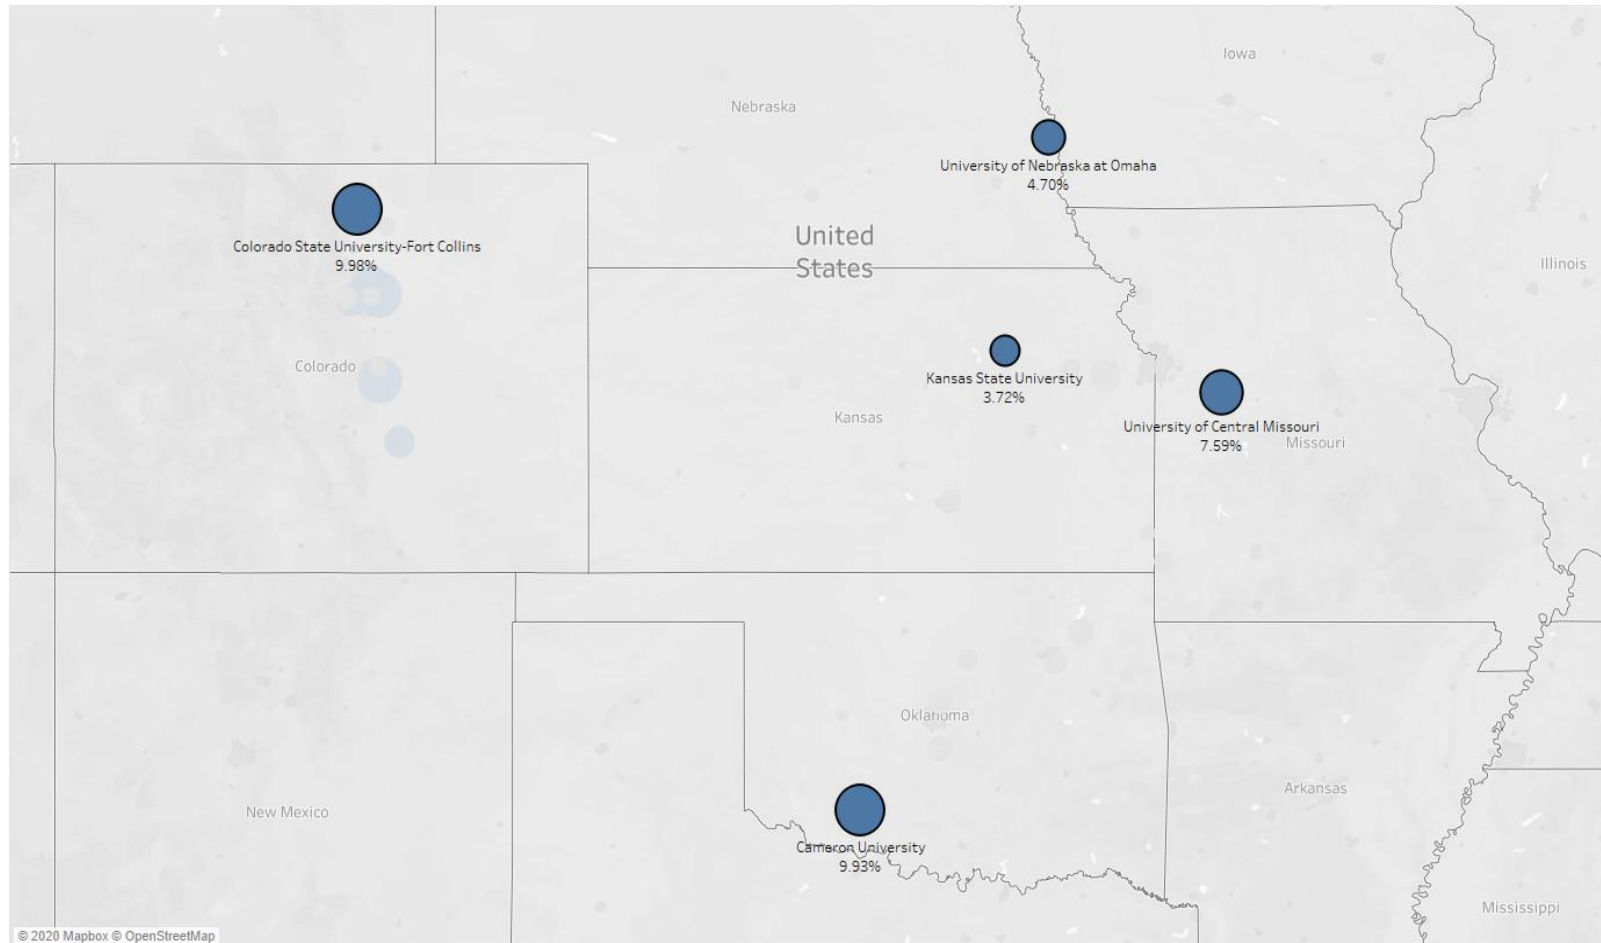 Iowa
Nebraska
University of Nebraska at Omaha
4.70%
Colorado State University-Fort Collins
9.98%
United
States
Illinois
Colorado
Kansas State University
3.72%
Kansas
University of Central Missouri
7.59%
Missouri
Oklahoma
Arkansas
New Mexico
Cameron University
9.93%
Mississippi
© 2020 Mapbox © OpenStreetMap